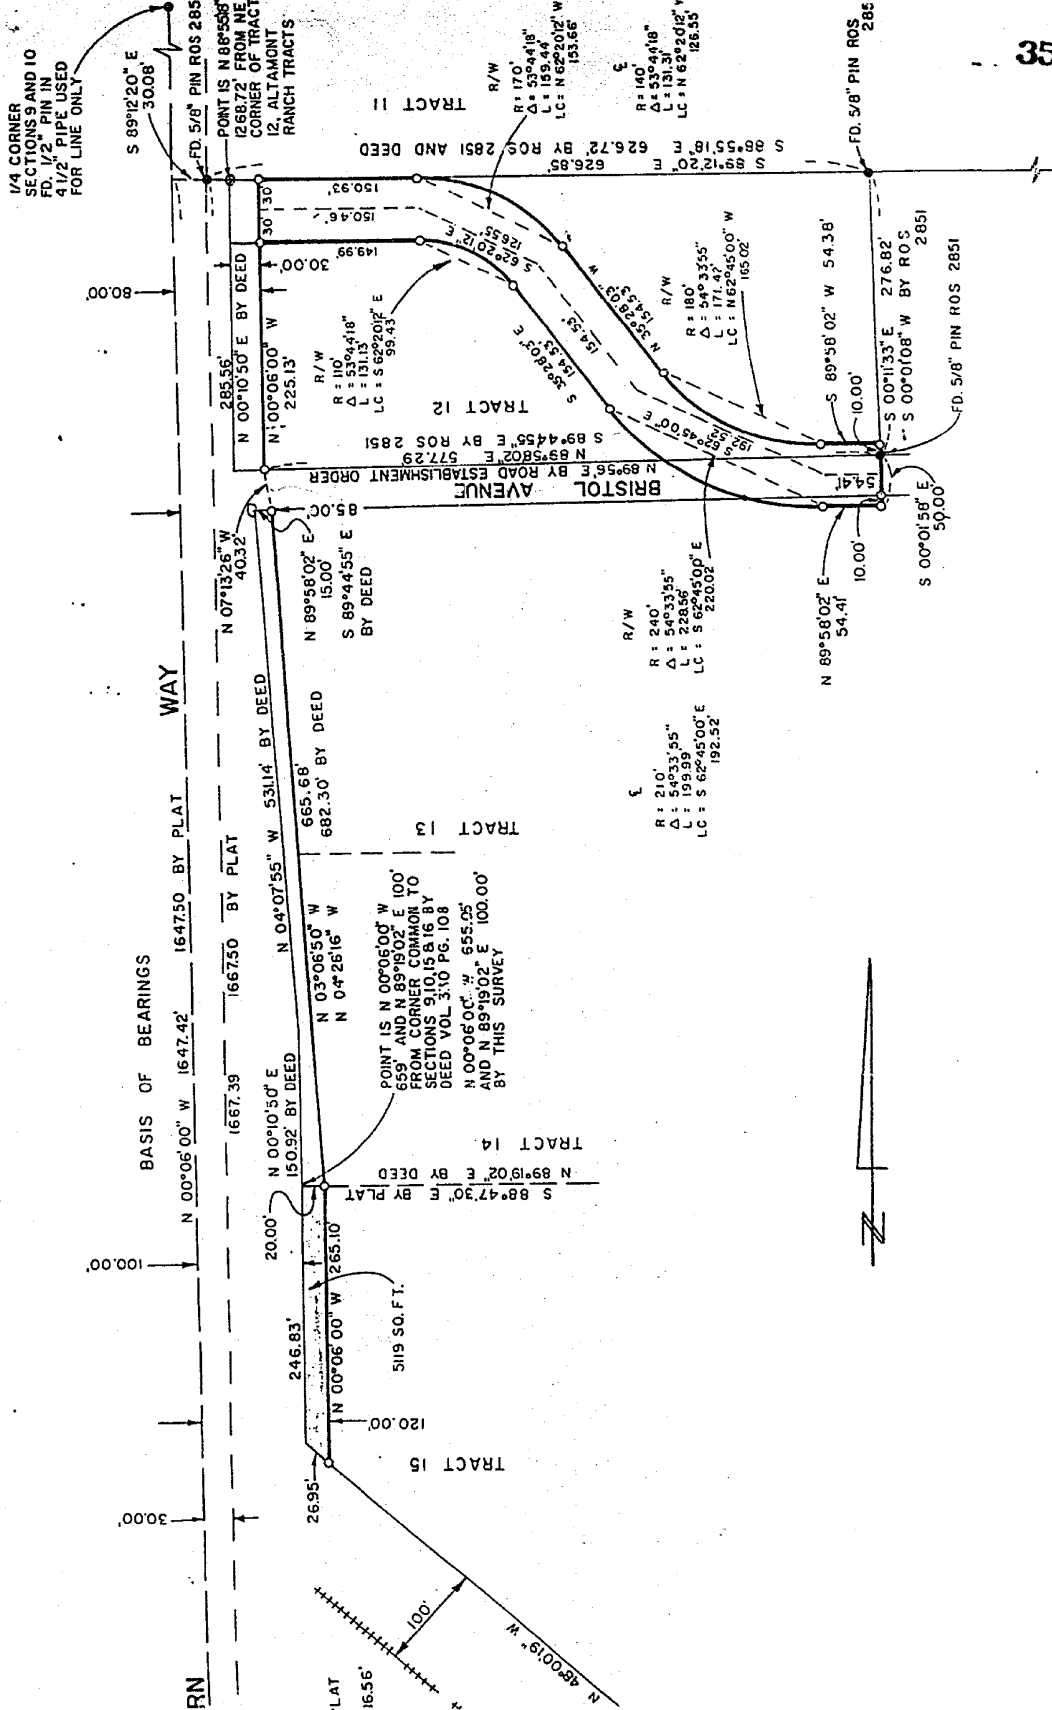 1/4 CORNER
SECTIONS 9 AND 10
FD. 1/2" PIN IN
4 1/2" PIPE USED
FOR LINE ONLY
S 89°12'20" E
30.08'
FD. 5/8" PIN ROS 285
POINT IS N 88°55'18"
1268.72' FROM NE
CORNER OF TRACT
12, ALTAMONT
RANCH TRACTS
35
TRACT 11
R/W
R = 170'
Δ = 53°44'18"
L = 159.44'
LC = N 62°20'12" W
153.66'
℄
R = 140'
Δ = 53°44'18"
L = 131.31'
LC = N 62°20'12" W
126.55'
FD. 5/8" PIN ROS
285
S 88°55'18" E 626.72' BY ROS 2851 AND DEED
S 89°12'20" E 626.85'
80.00'
285.56'
N 00°10'50" E BY DEED
N 00°06'00" W
225.13'
30'
30'
30.00'
150.93'
150.46'
149.99'
S 62°20'12" E
126.55'
R/W
R = 110'
Δ = 53°44'18"
L = 131.13'
LC = S 62°20'12" E
99.43'
N 35°28'03" W
154.53'
154.53'
S 35°28'03" E
154.53'
R/W
R = 180'
Δ = 54°33'55"
L = 171.42'
LC = N 62°45'00" W
165.02'
S 89°58'02" W 54.38'
10.00'
S 00°11'33" E 276.82'
S 00°01'08" W BY ROS
2851
FD. 5/8" PIN ROS 2851
TRACT 12
S 89°44'55" E BY ROS 2851
N 89°58'02" E 577.29
N 89°56' E BY ROAD ESTABLISHMENT ORDER
BRISTOL AVENUE
S 62°45'00" E
192.52'
54.41'
10.00'
S 00°01'58" E
50.00'
N 89°58'02" E
54.41'
85.00'
N 07°13'26" W
40.32'
N 89°58'02" E
15.00'
S 89°44'55" E
BY DEED
R/W
R = 240'
Δ = 54°33'55"
L = 228.56'
LC = S 62°45'00" E
220.02
℄
R = 210'
Δ = 54°33'55"
L = 199.99'
LC = S 62°45'00" E
192.52'
WAY
BASIS OF BEARINGS
N 00°06'00" W 1647.42' 1647.50 BY PLAT
1667.39 1667.50 BY PLAT
N 04°07'55" W 531.14' BY DEED
665.68'
682.30' BY DEED
N 03°06'50" W
N 04°26'16" W
TRACT 13
N 00°10'50" E
150.92' BY DEED
POINT IS N 00°06'00" W
659' AND N 89°19'02" E 100'
FROM CORNER COMMON TO
SECTIONS 9,10,15 & 16 BY
DEED VOL 310 PG. 108
N 00°06'00" W 655.05'
AND N 89°19'02" E 100.00'
BY THIS SURVEY
TRACT 14
N 89°19'02" E BY DEED
S 88°47'30" E BY PLAT
100.00'
20.00'
246.83'
N 00°06'00" W 265.10'
5119 SQ. FT.
120.00'
TRACT 15
26.95'
30.00'
100'
N 48°00'19" W
RN
PLAT
16.56'
N